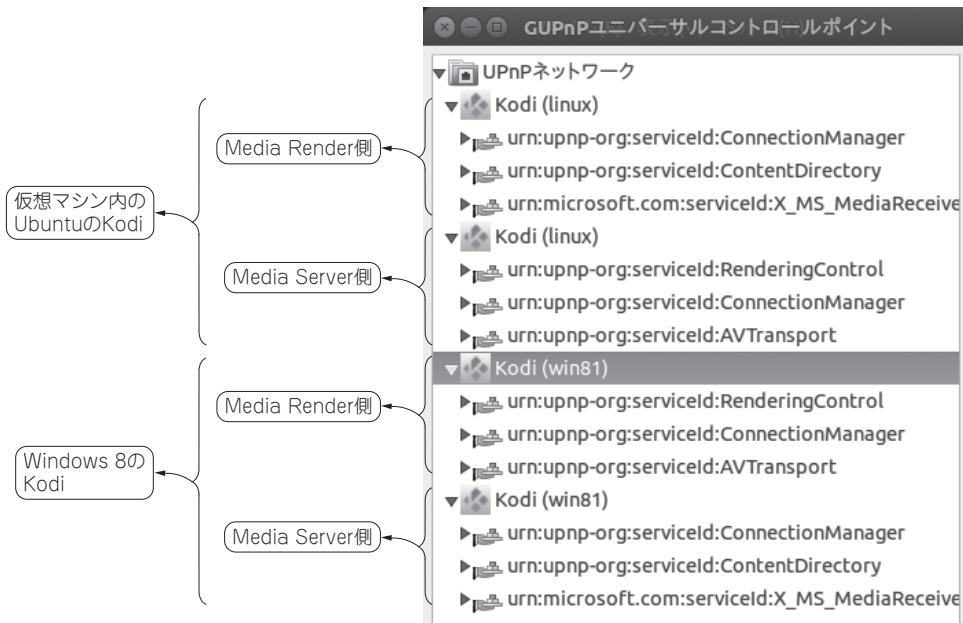 GUPnPユニバーサルコントロールポイント
UPnPネットワーク
Kodi (linux)
urn:upnp-org:serviceId:ConnectionManager
urn:upnp-org:serviceId:ContentDirectory
urn:microsoft.com:serviceId:X_MS_MediaReceive
Kodi (linux)
urn:upnp-org:serviceId:RenderingControl
urn:upnp-org:serviceId:ConnectionManager
urn:upnp-org:serviceId:AVTransport
Kodi (win81)
urn:upnp-org:serviceId:RenderingControl
urn:upnp-org:serviceId:ConnectionManager
urn:upnp-org:serviceId:AVTransport
Kodi (win81)
urn:upnp-org:serviceId:ConnectionManager
urn:upnp-org:serviceId:ContentDirectory
urn:microsoft.com:serviceId:X_MS_MediaReceive
仮想マシン内の
UbuntuのKodi
Media Render側
Media Server側
Windows 8の
Kodi
Media Render側
Media Server側